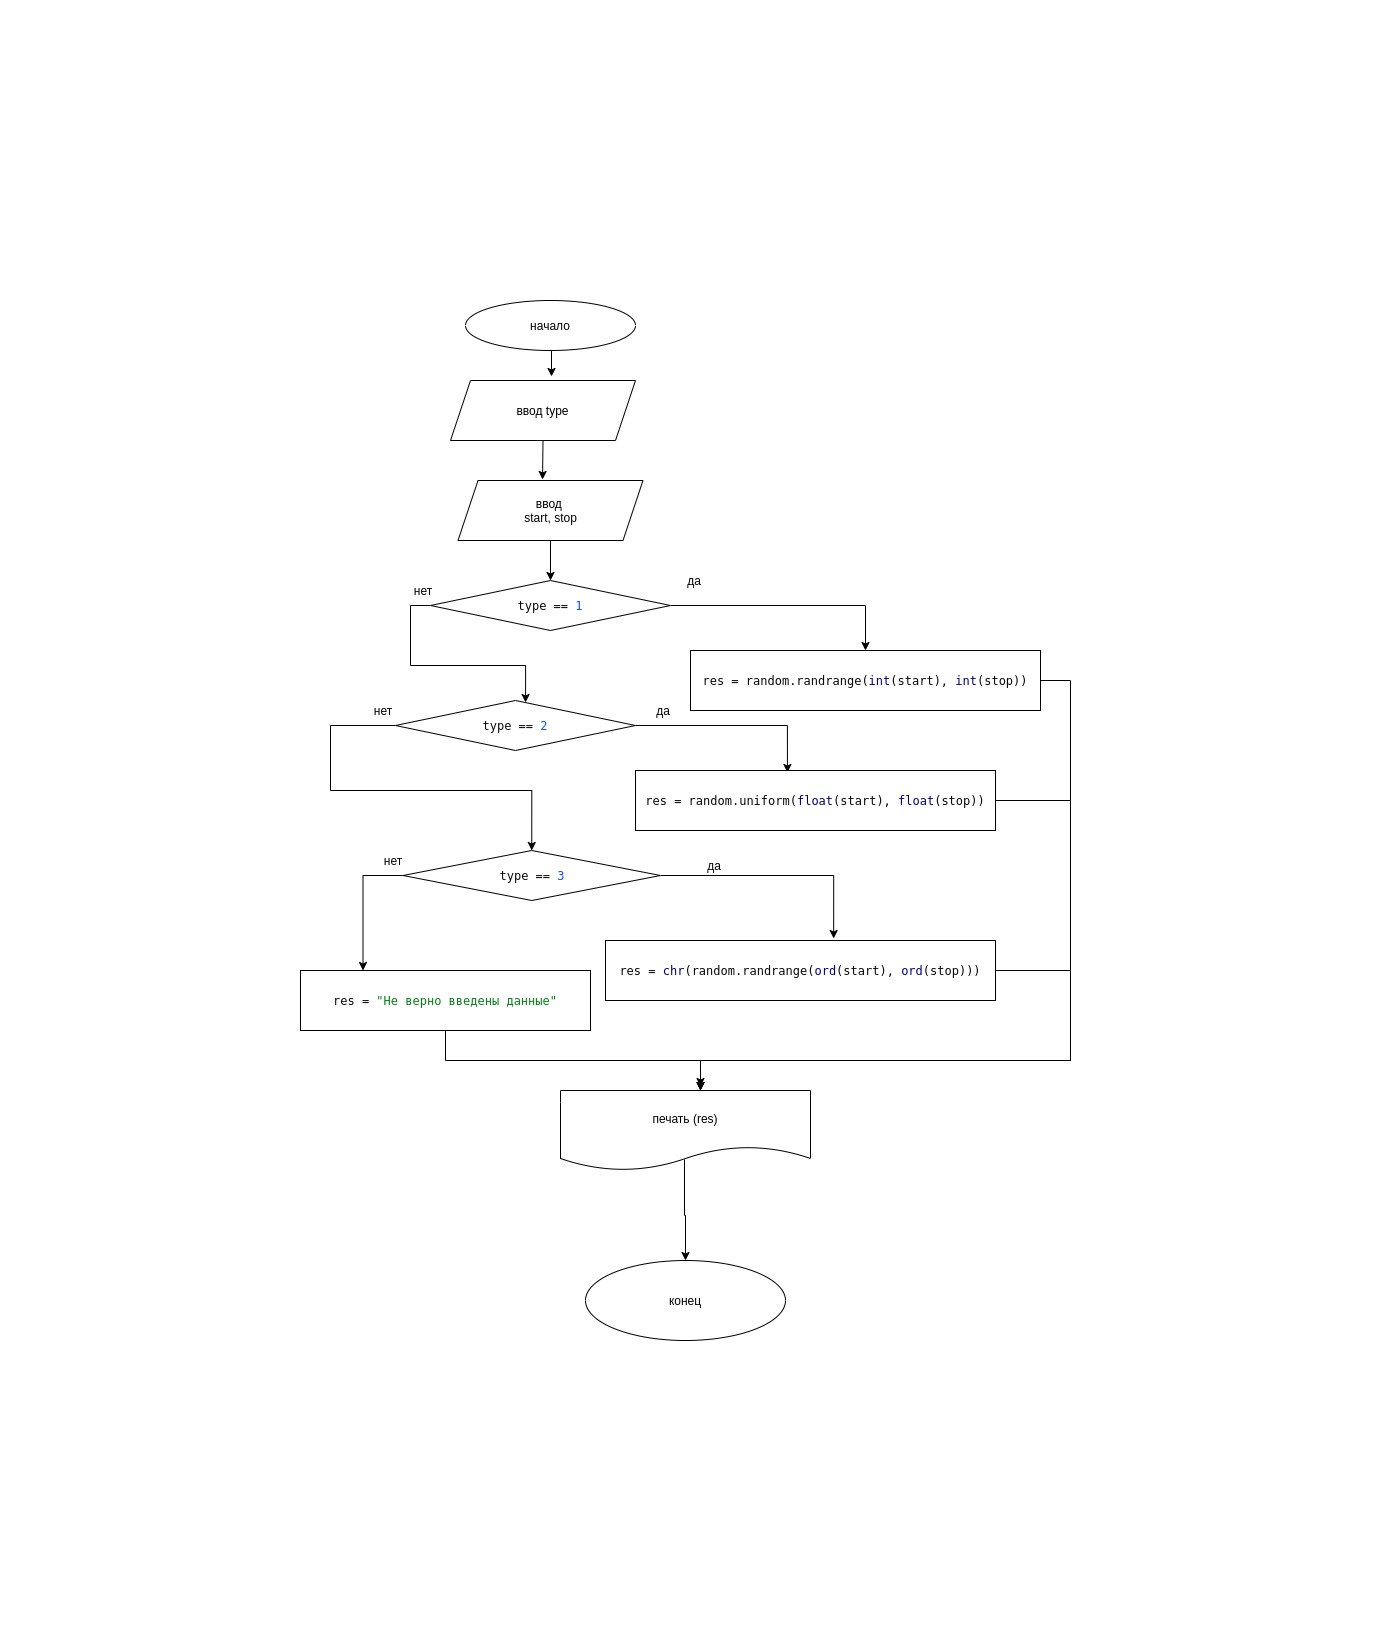 начало
ввод type
ввод
start, stop
нет
да
type == 1
res = random.randrange(int(start), int(stop))
нет
да
type == 2
res = random.uniform(float(start), float(stop))
нет
да
type == 3
res = chr(random.randrange(ord(start), ord(stop)))
res = "Не верно введены данные"
печать (res)
конец